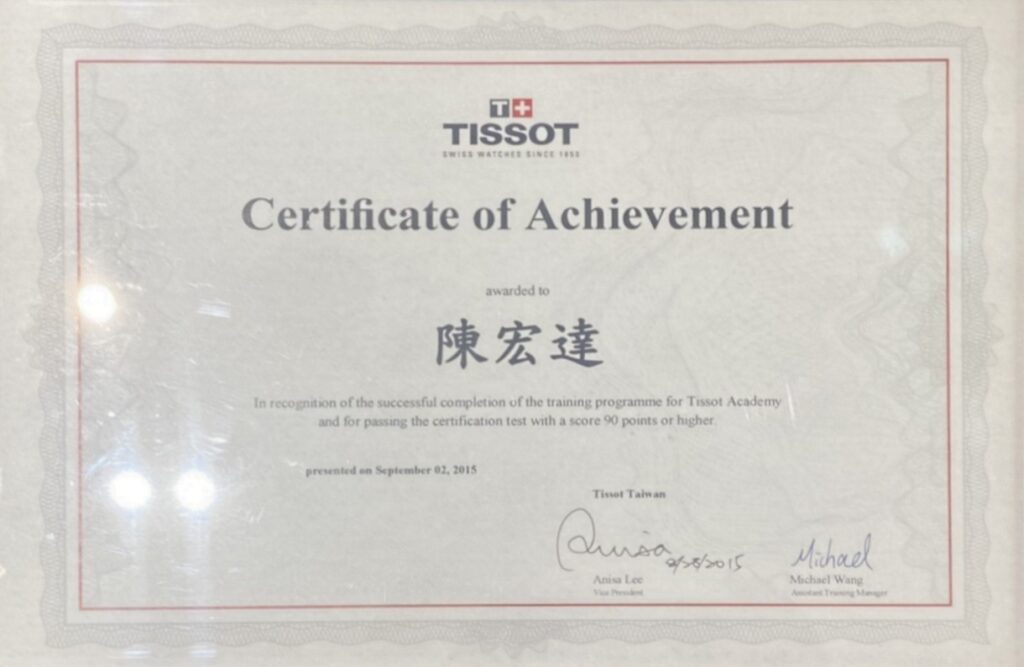 T+
TISSOT
SWISS WATCHES SINCE 1853
Certificate of Achievement
awarded to
陳宏達
In recognition of the successful completion of the training programme for Tissot Academy
and for passing the certification test with a score 90 points or higher.
presented on September 02, 2015
Tissot Taiwan
Anisa
Michael
Anisa Lee
Michael Wang
Vice President
Assistant Training Manager